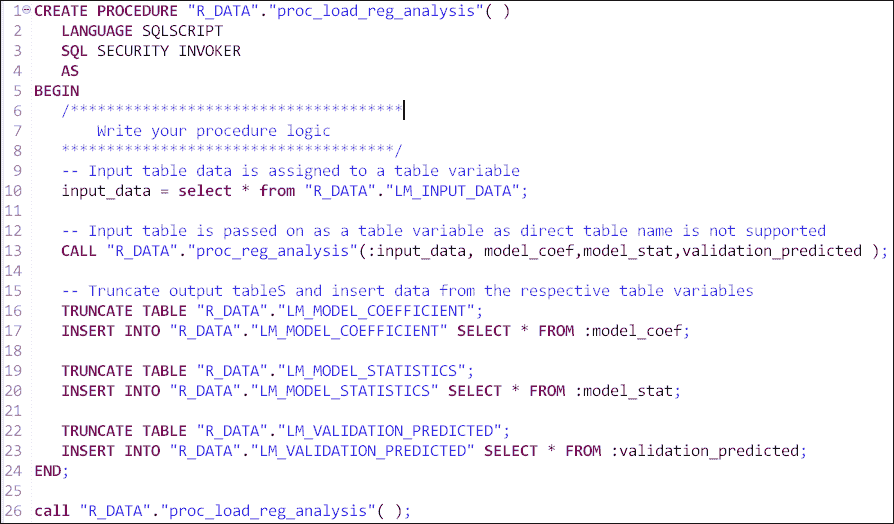 1 CREATE PROCEDURE "R_DATA"."proc_load_reg_analysis"( )
2 LANGUAGE SQLSCRIPT
3 SQL SECURITY INVOKER
4 AS
5 BEGIN
6 /*************************************
7 Write your procedure logic
8 *************************************/
9 -- Input table data is assigned to a table variable
10 input_data = select * from "R_DATA"."LM_INPUT_DATA";
11
12 -- Input table is passed on as a table variable as direct table name is not supported
13 CALL "R_DATA"."proc_reg_analysis"(:input_data, model_coef,model_stat,validation_predicted );
14
15 -- Truncate output tableS and insert data from the respective table variables
16 TRUNCATE TABLE "R_DATA"."LM_MODEL_COEFFICIENT";
17 INSERT INTO "R_DATA"."LM_MODEL_COEFFICIENT" SELECT * FROM :model_coef;
18
19 TRUNCATE TABLE "R_DATA"."LM_MODEL_STATISTICS";
20 INSERT INTO "R_DATA"."LM_MODEL_STATISTICS" SELECT * FROM :model_stat;
21
22 TRUNCATE TABLE "R_DATA"."LM_VALIDATION_PREDICTED";
23 INSERT INTO "R_DATA"."LM_VALIDATION_PREDICTED" SELECT * FROM :validation_predicted;
24 END;
25
26 call "R_DATA"."proc_load_reg_analysis"( );